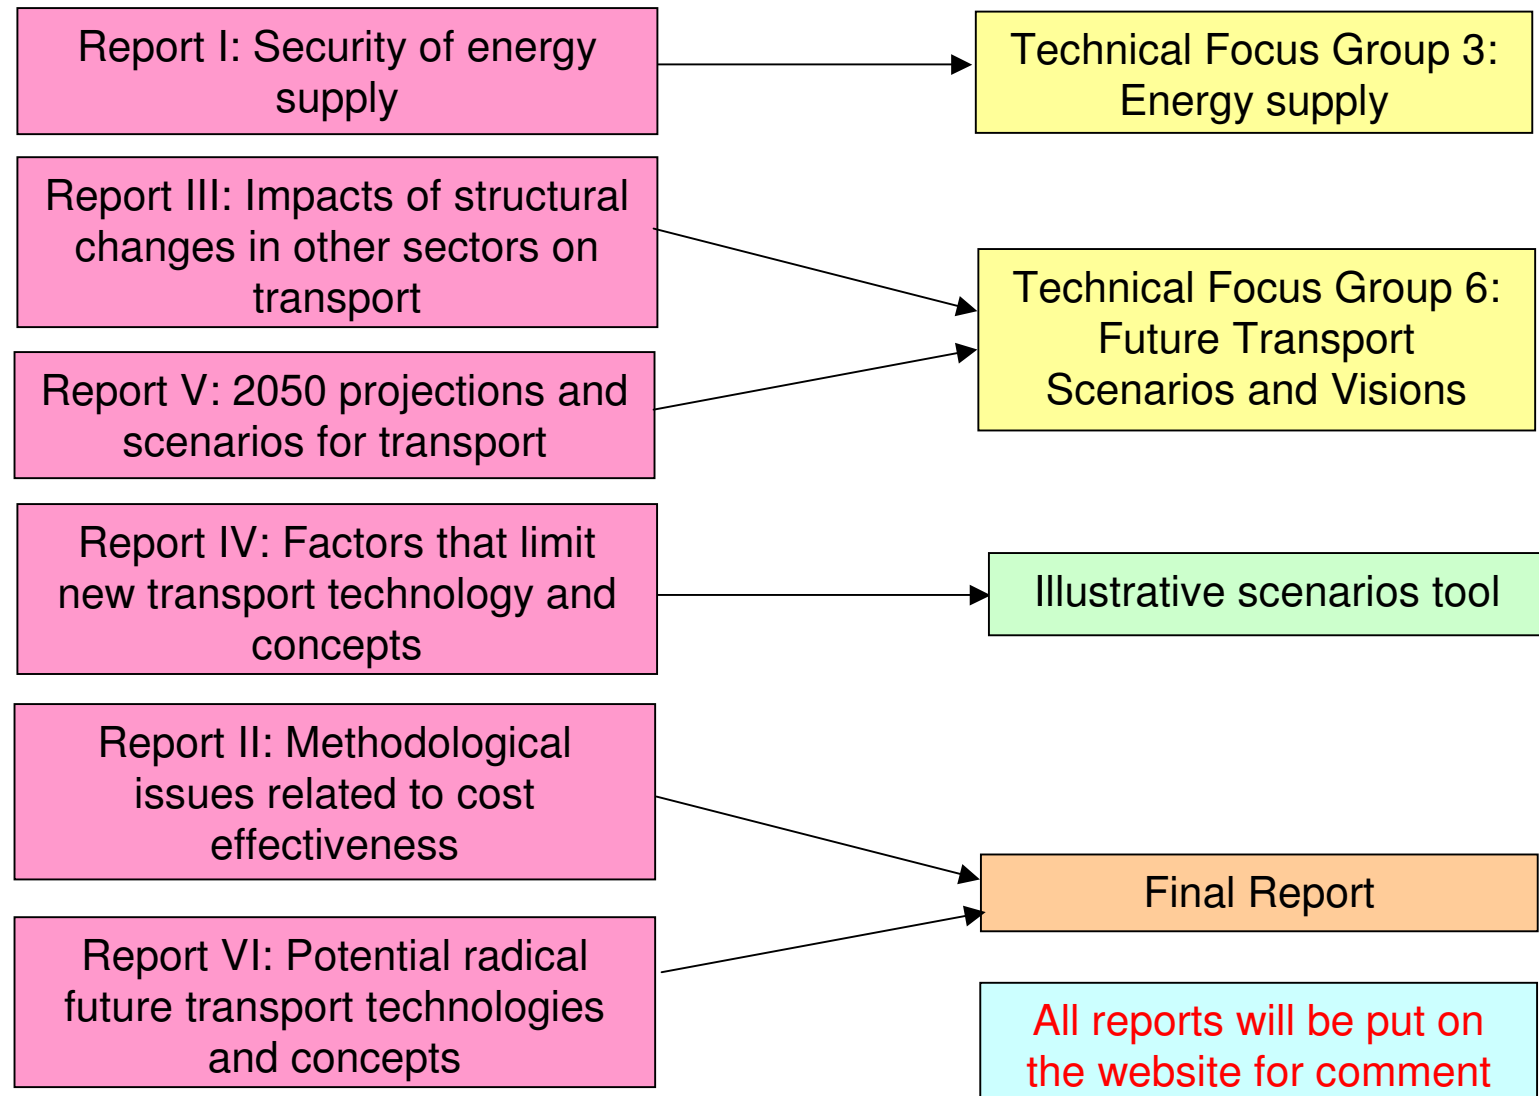 Report I: Security of energy
supply
Technical Focus Group 3:
Energy supply
Report III: Impacts of structural
changes in other sectors on
transport
Technical Focus Group 6:
Future Transport
Scenarios and Visions
Report V: 2050 projections and
scenarios for transport
Report IV: Factors that limit
new transport technology and
concepts
Illustrative scenarios tool
Report II: Methodological
issues related to cost
effectiveness
Final Report
Report VI: Potential radical
future transport technologies
and concepts
All reports will be put on
the website for comment